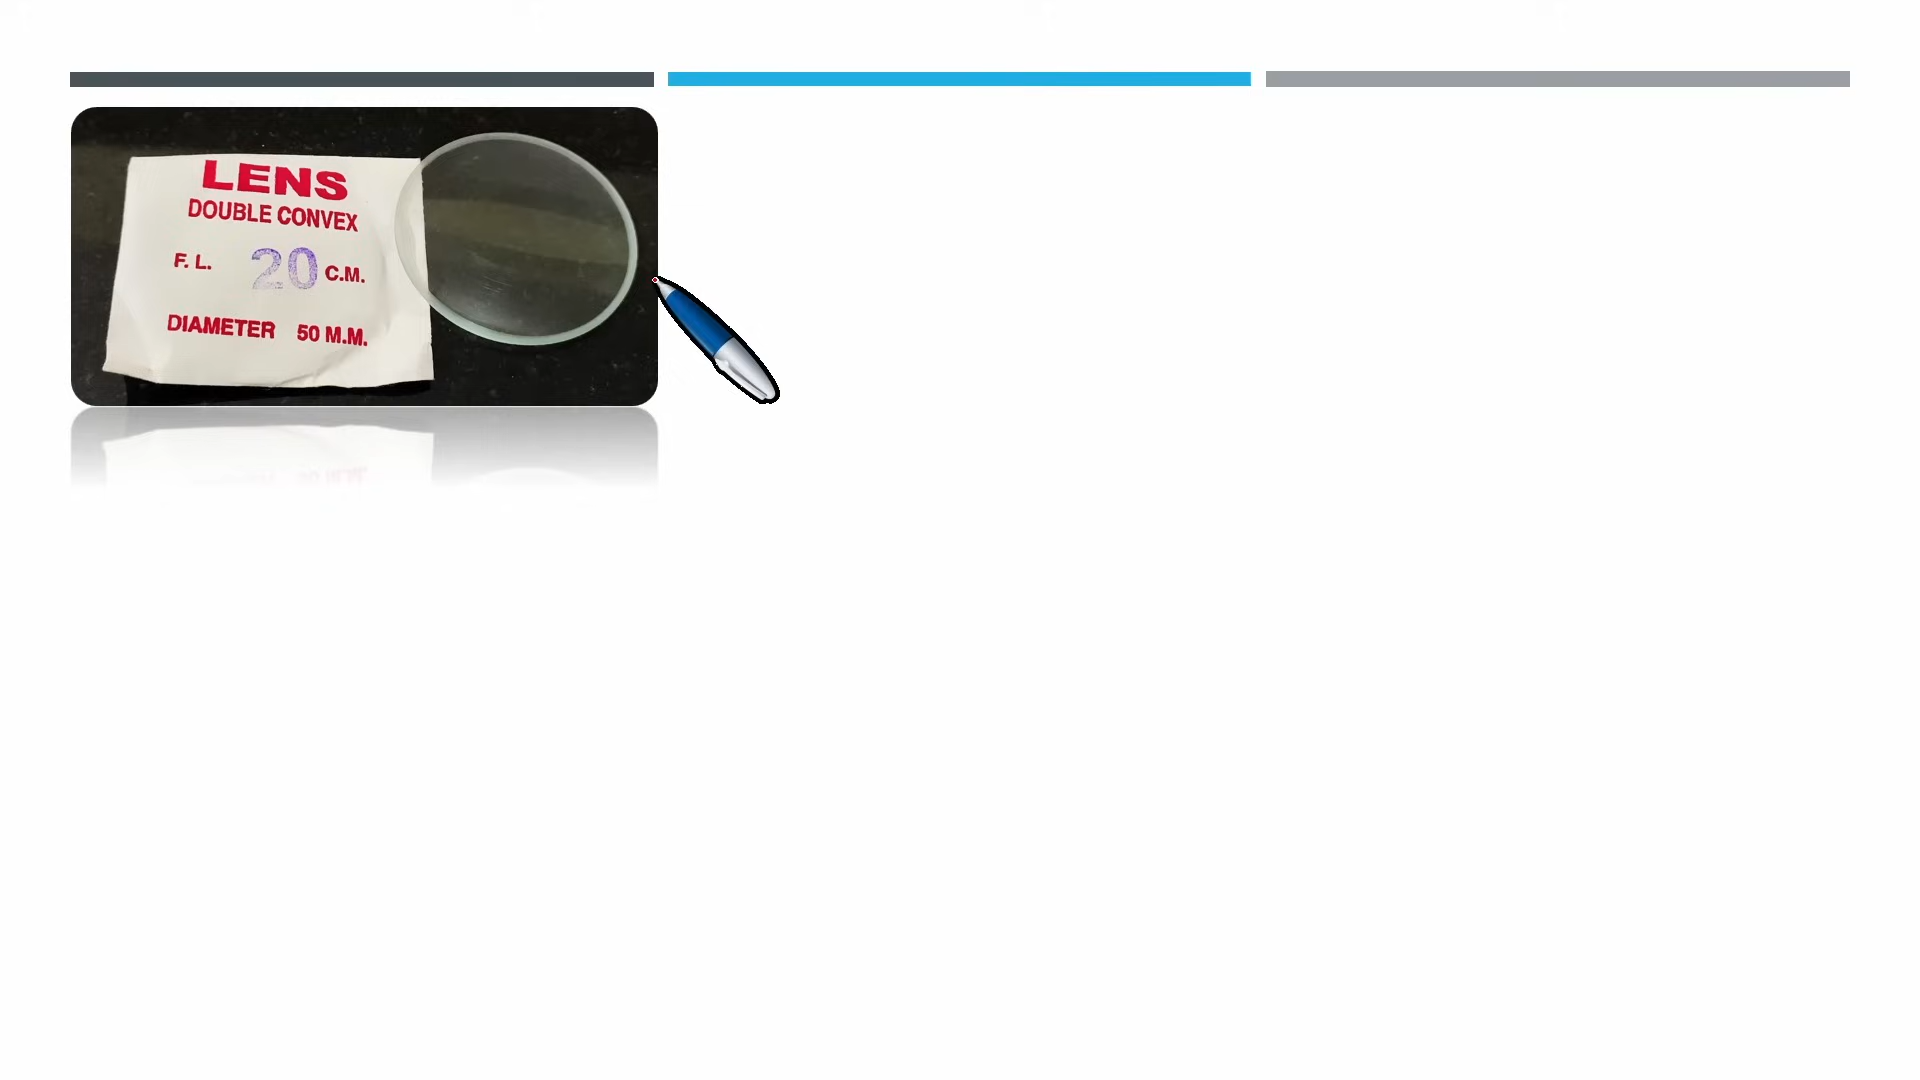 LENS
DOUBLE CONVEX
F. L. 20 C.M.
DIAMETER 50 M.M.